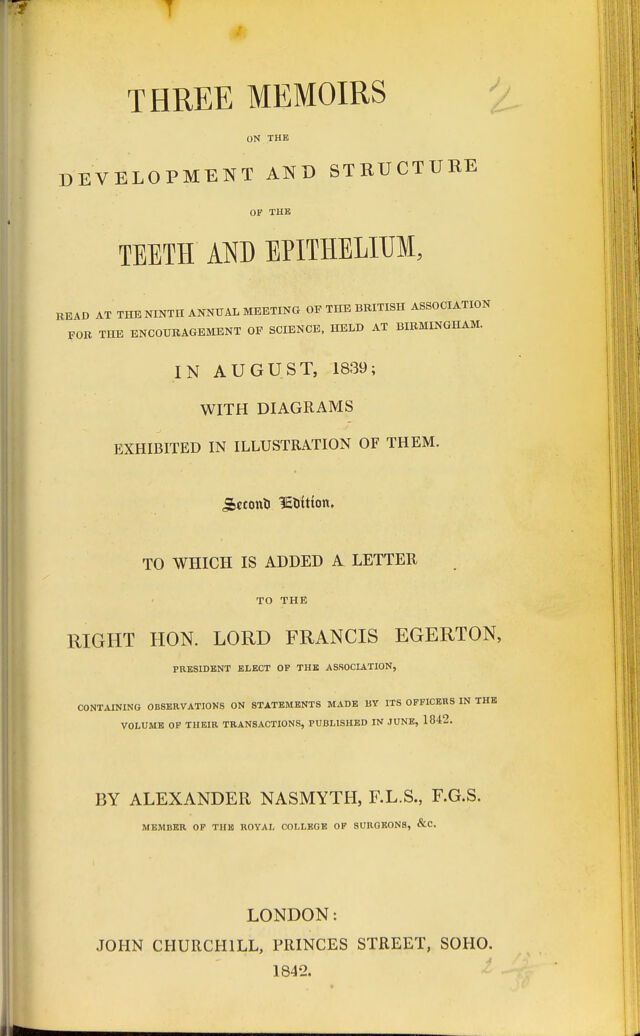 THREE MEMOIRS
2
ON THE
DEVELOPMENT AND STRUCTURE
OF THE
TEETH AND EPITHELIUM,
READ AT THE NINTH ANNUAL MEETING OF THE BRITISH ASSOCIATION
FOR THE ENCOURAGEMENT OF SCIENCE, HELD AT BIRMINGHAM.
IN AUGUST, 1839;
WITH DIAGRAMS
EXHIBITED IN ILLUSTRATION OF THEM.
Second Edition.
TO WHICH IS ADDED A LETTER
TO THE
RIGHT HON. LORD FRANCIS EGERTON,
PRESIDENT ELECT OF THE ASSOCIATION,
CONTAINING OBSERVATIONS ON STATEMENTS MADE BY ITS OFFICERS IN THE
VOLUME OF THEIR TRANSACTIONS, PUBLISHED IN JUNE, 1842.
BY ALEXANDER NASMYTH, F.L.S., F.G.S.
MEMBER OF THE ROYAL COLLEGE OF SURGEONS, &C.
LONDON:
JOHN CHURCHILL, PRINCES STREET, SOHO.
1842.